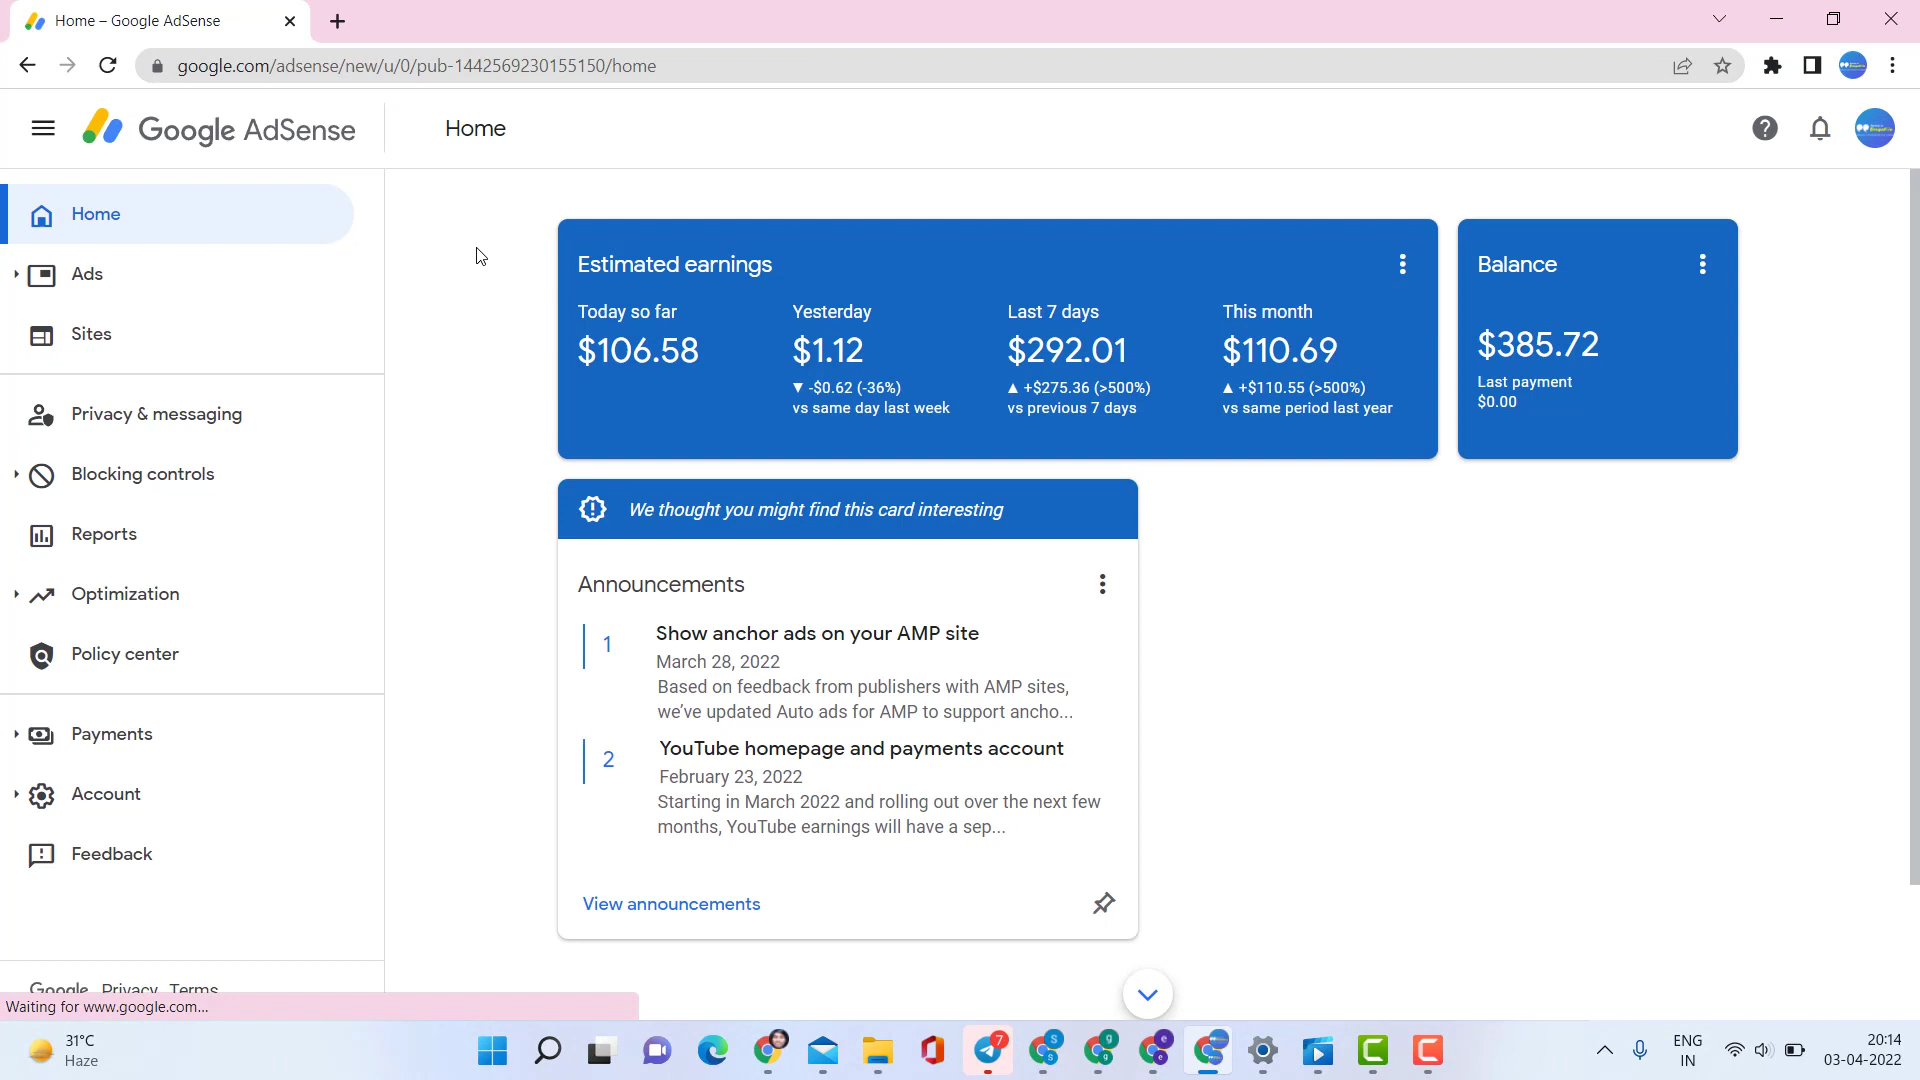 Home – Google AdSense
google.com/adsense/new/u/0/pub-1442569230155150/home
Google AdSense
Home
Home
Ads
Sites
Privacy & messaging
Blocking controls
Reports
Optimization
Policy center
Payments
Account
Feedback
Google Privacy Terms
Estimated earnings
Today so far
$106.58
Yesterday
$1.12
▼ -$0.62 (-36%)
vs same day last week
Last 7 days
$292.01
▲ +$275.36 (>500%)
vs previous 7 days
This month
$110.69
▲ +$110.55 (>500%)
vs same period last year
Balance
$385.72
Last payment
$0.00
We thought you might find this card interesting
Announcements
1
Show anchor ads on your AMP site
March 28, 2022
Based on feedback from publishers with AMP sites,
we've updated Auto ads for AMP to support ancho...
2
YouTube homepage and payments account
February 23, 2022
Starting in March 2022 and rolling out over the next few
months, YouTube earnings will have a sep...
View announcements
Waiting for www.google.com...
31°C
Haze
7
S
S
g
g
e
e
ENG
IN
20:14
03-04-2022